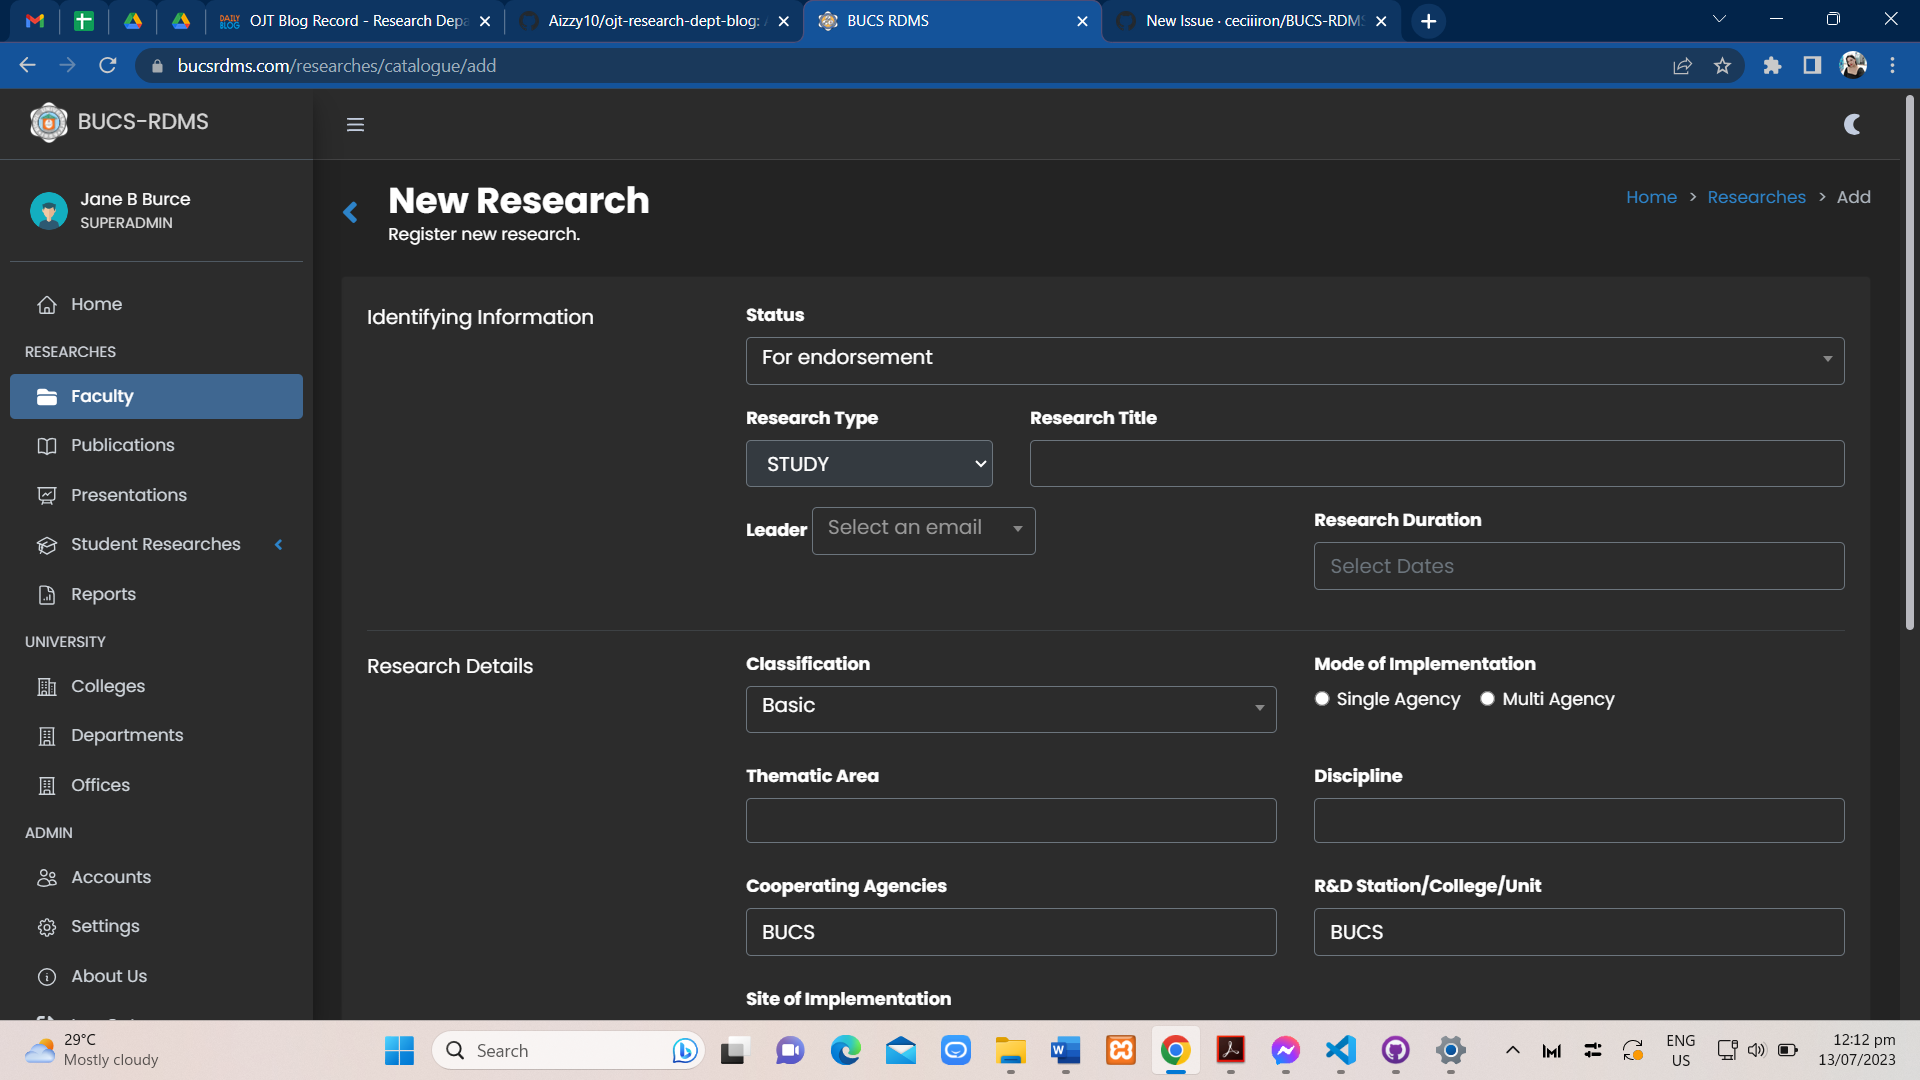 OJT Blog Record - Research Depa
Aizzy10/ojt-research-dept-blog: A
BUCS RDMS
New Issue · ceciiiron/BUCS-RDMS
bucsrdms.com/researches/catalogue/add
BUCS-RDMS
Jane B Burce
SUPERADMIN
Home
RESEARCHES
Faculty
Publications
Presentations
Student Researches
Reports
UNIVERSITY
Colleges
Departments
Offices
ADMIN
Accounts
Settings
About Us
New Research
Register new research.
Home > Researches > Add
Identifying Information
Status
For endorsement
Research Type
STUDY
Research Title
Leader
Select an email
Research Duration
Select Dates
Research Details
Classification
Basic
Mode of Implementation
Single Agency
Multi Agency
Thematic Area
Discipline
Cooperating Agencies
BUCS
R&D Station/College/Unit
BUCS
Site of Implementation
29°C
Mostly cloudy
Search
ENG
US
12:12 pm
13/07/2023